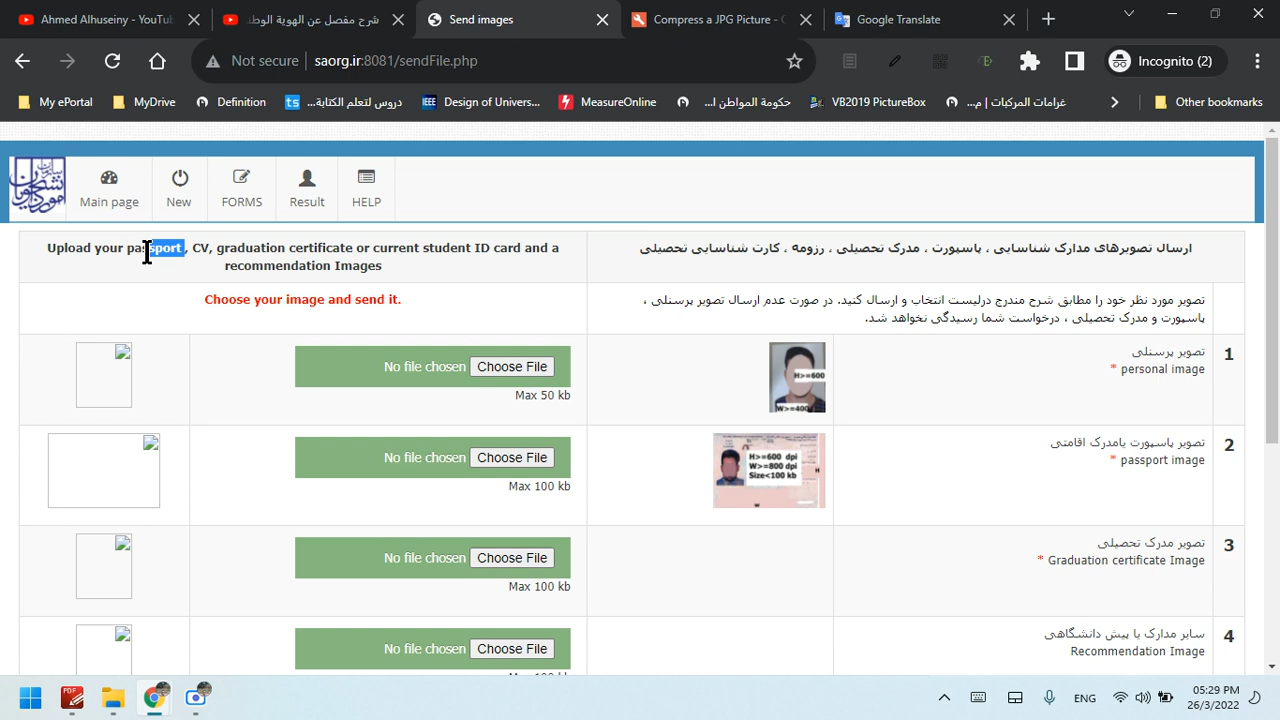 Ahmed Alhuseiny - YouTub
شرح مفصل عن الهوية الوطن
Send images
Compress a JPG Picture - C
Google Translate
Not secure saorg.ir:8081/sendFile.php
Incognito (2)
My ePortal
MyDrive
Definition
ts دروس لتعلم الكتابة...
IEEE Design of Univers...
MeasureOnline
حكومة المواطن ا...
VB2019 PictureBox
غرامات المركبات | م...
Other bookmarks
Main page
New
FORMS
Result
HELP
Upload your passport, CV, graduation certificate or current student ID card and a
recommendation Images
ارسال تصویرهای مدارک شناسایی ، پاسپورت ، مدرک تحصیلی ، رزومه ، کارت شناسایی تحصیلی
Choose your image and send it.
تصویر مورد نظر خود را مطابق شرح مندرج درلیست انتخاب و ارسال کنید. در صورت عدم ارسال تصویر پرسنلی ،
پاسپورت و مدرک تحصیلی ، درخواست شما رسیدگی نخواهد شد.
No file chosen Choose File
Max 50 kb
H>=600
W>=400
تصویر پرسنلی
personal image *
1
No file chosen Choose File
Max 100 kb
H>=600 dpi
W>=800 dpi
Size<100 kb
H
W
تصویر پاسپورت یامدرک اقامتی
passport image *
2
No file chosen Choose File
Max 100 kb
تصویر مدرک تحصیلی
Graduation certificate Image *
3
No file chosen Choose File
سایر مدارک یا پیش دانشگاهی
Recommendation Image
4
PDF
ENG
05:29 PM
26/3/2022